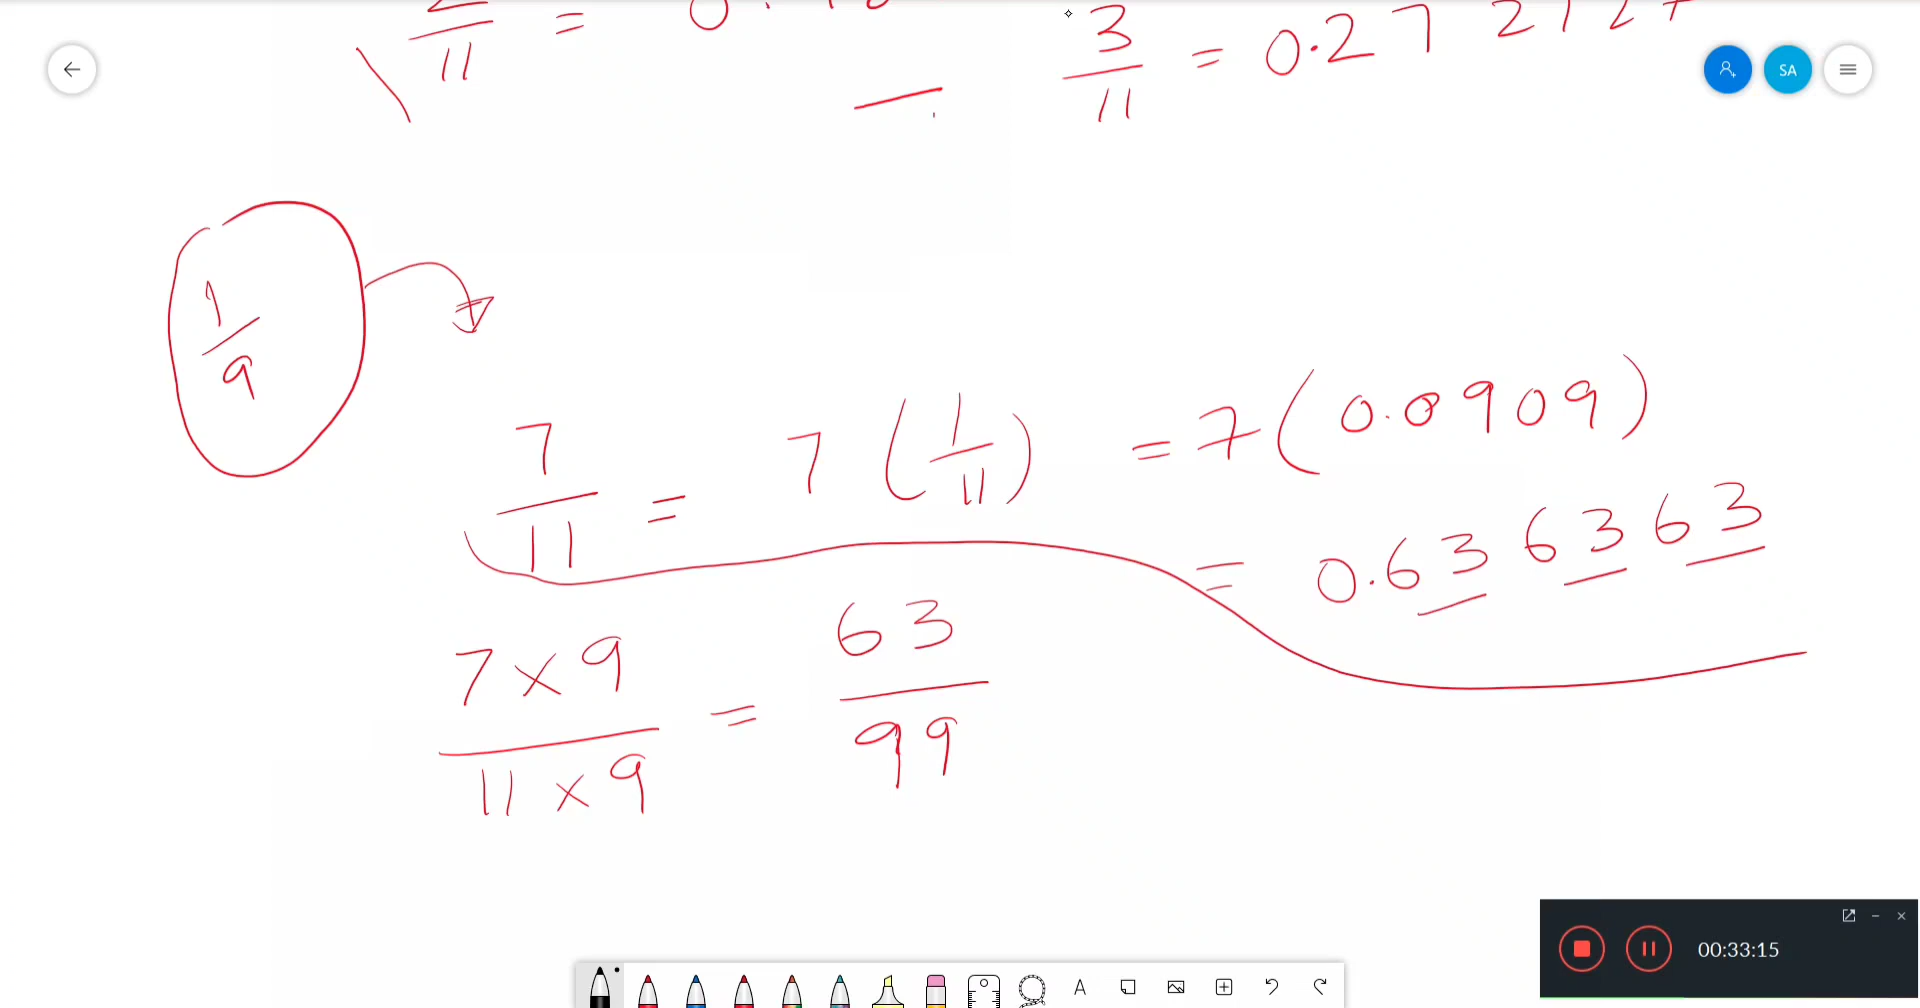 3/11 = 0.272727
SA
1/9
7/11 = 7 (1/11) = 7 (0.0909)
= 0.636363
7×9/11×9 = 63/99
A
00:33:15